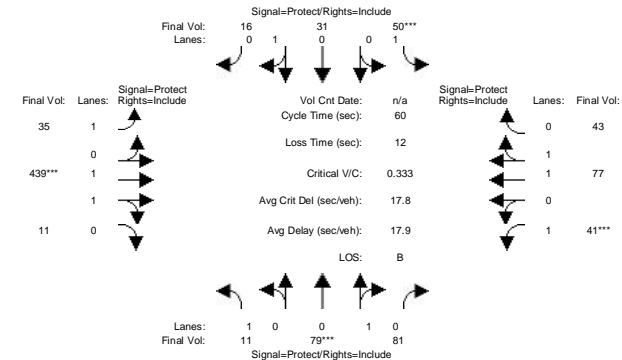 Signal=Protect/Rights=Include
Final Vol: 16 31 50***
Lanes: 0 1 0 0 1
Signal=Protect
Final Vol: Lanes: Rights=Include
Vol Cnt Date: n/a
Signal=Protect
Rights=Include Lanes: Final Vol:
Cycle Time (sec): 60
35 1
0 43
Loss Time (sec): 12
0
1
439*** 1
Critical V/C: 0.333
1 77
1
Avg Crit Del (sec/veh): 17.8
0
11 0
Avg Delay (sec/veh): 17.9
1 41***
LOS: B
Lanes: 1 0 0 1 0
Final Vol: 11 79*** 81
Signal=Protect/Rights=Include